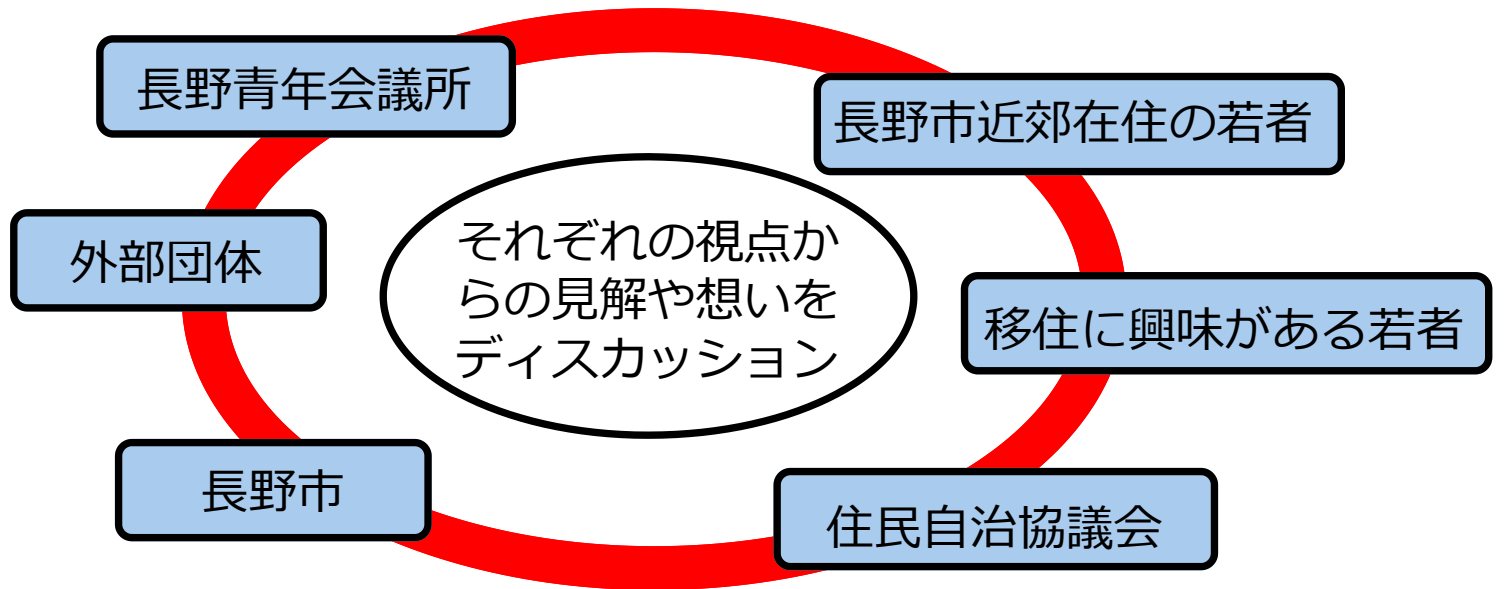 長野青年会議所
長野市近郊在住の若者
外部団体
それぞれの視点か
らの見解や想いを
ディスカッション
移住に興味がある若者
長野市
住民自治協議会